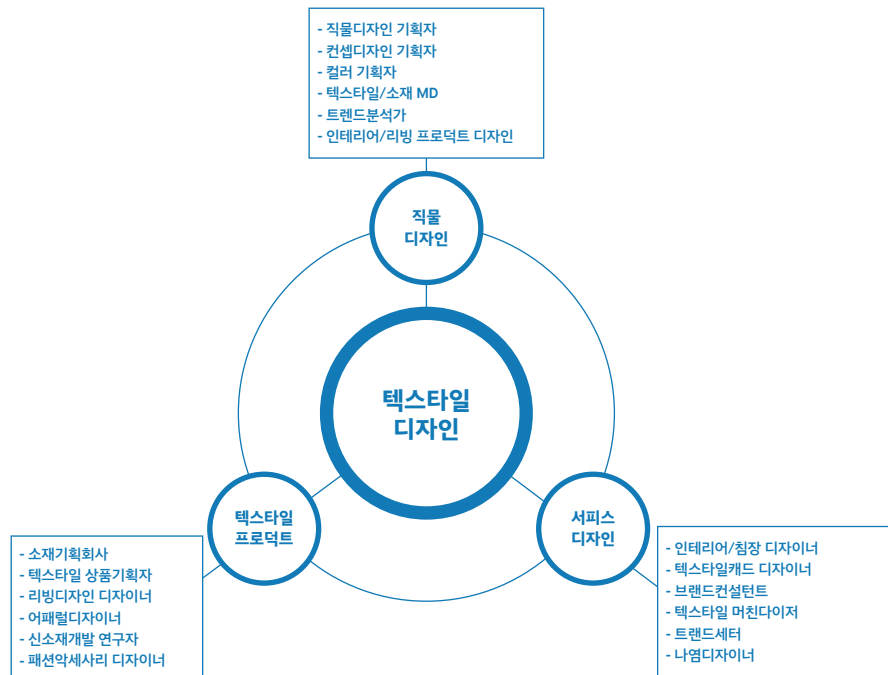 - 직물디자인 기획자
- 컨셉디자인 기획자
- 컬러 기획자
- 텍스타일/소재 MD
- 트렌드분석가
- 인테리어/리빙 프로덕트 디자인
직물
디자인
텍스타일
디자인
텍스타일
프로덕트
서피스
디자인
- 소재기획회사
- 텍스타일 상품기획자
- 리빙디자인 디자이너
- 어패럴디자이너
- 신소재개발 연구자
- 패션악세사리 디자이너
- 인테리어/침장 디자이너
- 텍스타일캐드 디자이너
- 브랜드컨설턴트
- 텍스타일 머친다이저
- 트랜드세터
- 나염디자이너